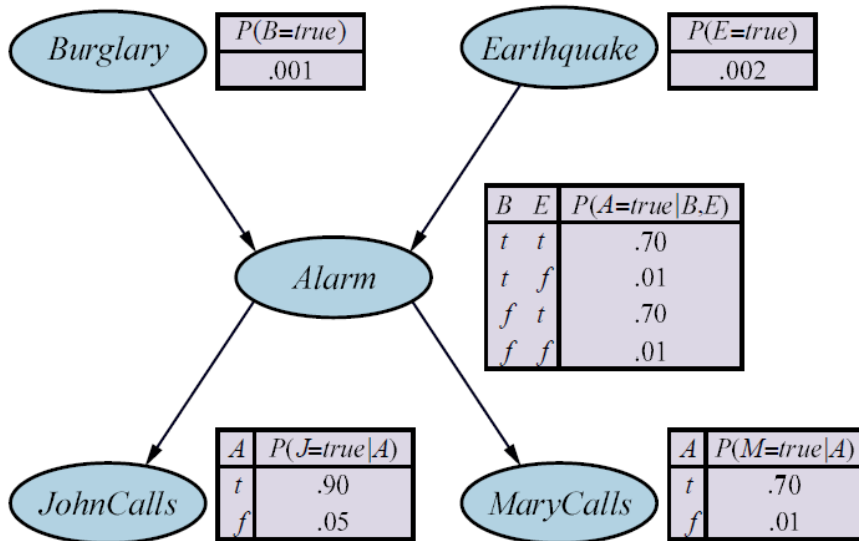 Burglary
P(B=true)
.001
Earthquake
P(E=true)
.002
B E P(A=true|B,E)
t t .70
t f .01
f t .70
f f .01
Alarm
JohnCalls
A P(J=true|A)
t .90
f .05
MaryCalls
A P(M=true|A)
t .70
f .01